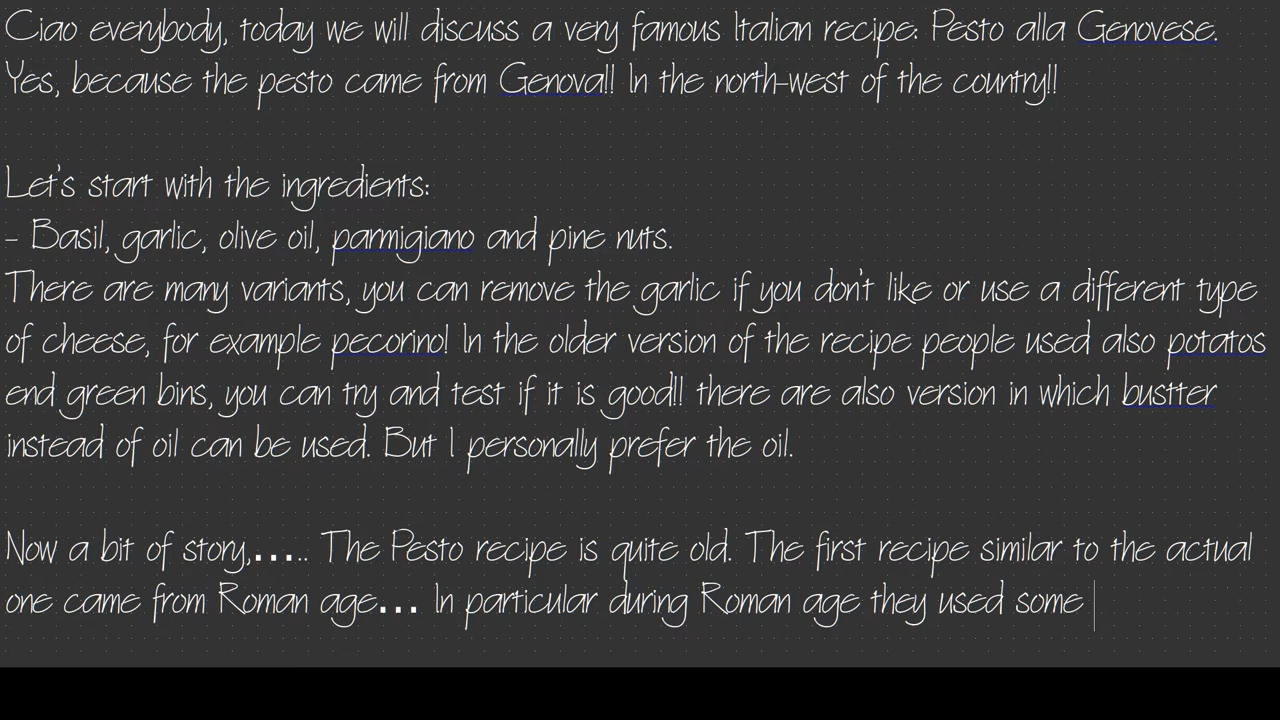 Ciao everybody, today we will discuss a very famous Italian recipe: Pesto alla Genovese.
Yes, because the pesto came from Genova!! In the north-west of the country!!
Let's start with the ingredients:
- Basil, garlic, olive oil, parmigiano and pine nuts.
There are many variants, you can remove the garlic if you don't like or use a different type
of cheese, for example pecorino! In the older version of the recipe people used also potatos
end green bins, you can try and test if it is good!! there are also version in which bustter
instead of oil can be used. But I personally prefer the oil.
Now a bit of story,..... The Pesto recipe is quite old. The first recipe similar to the actual
one came from Roman age... In particular during Roman age they used some